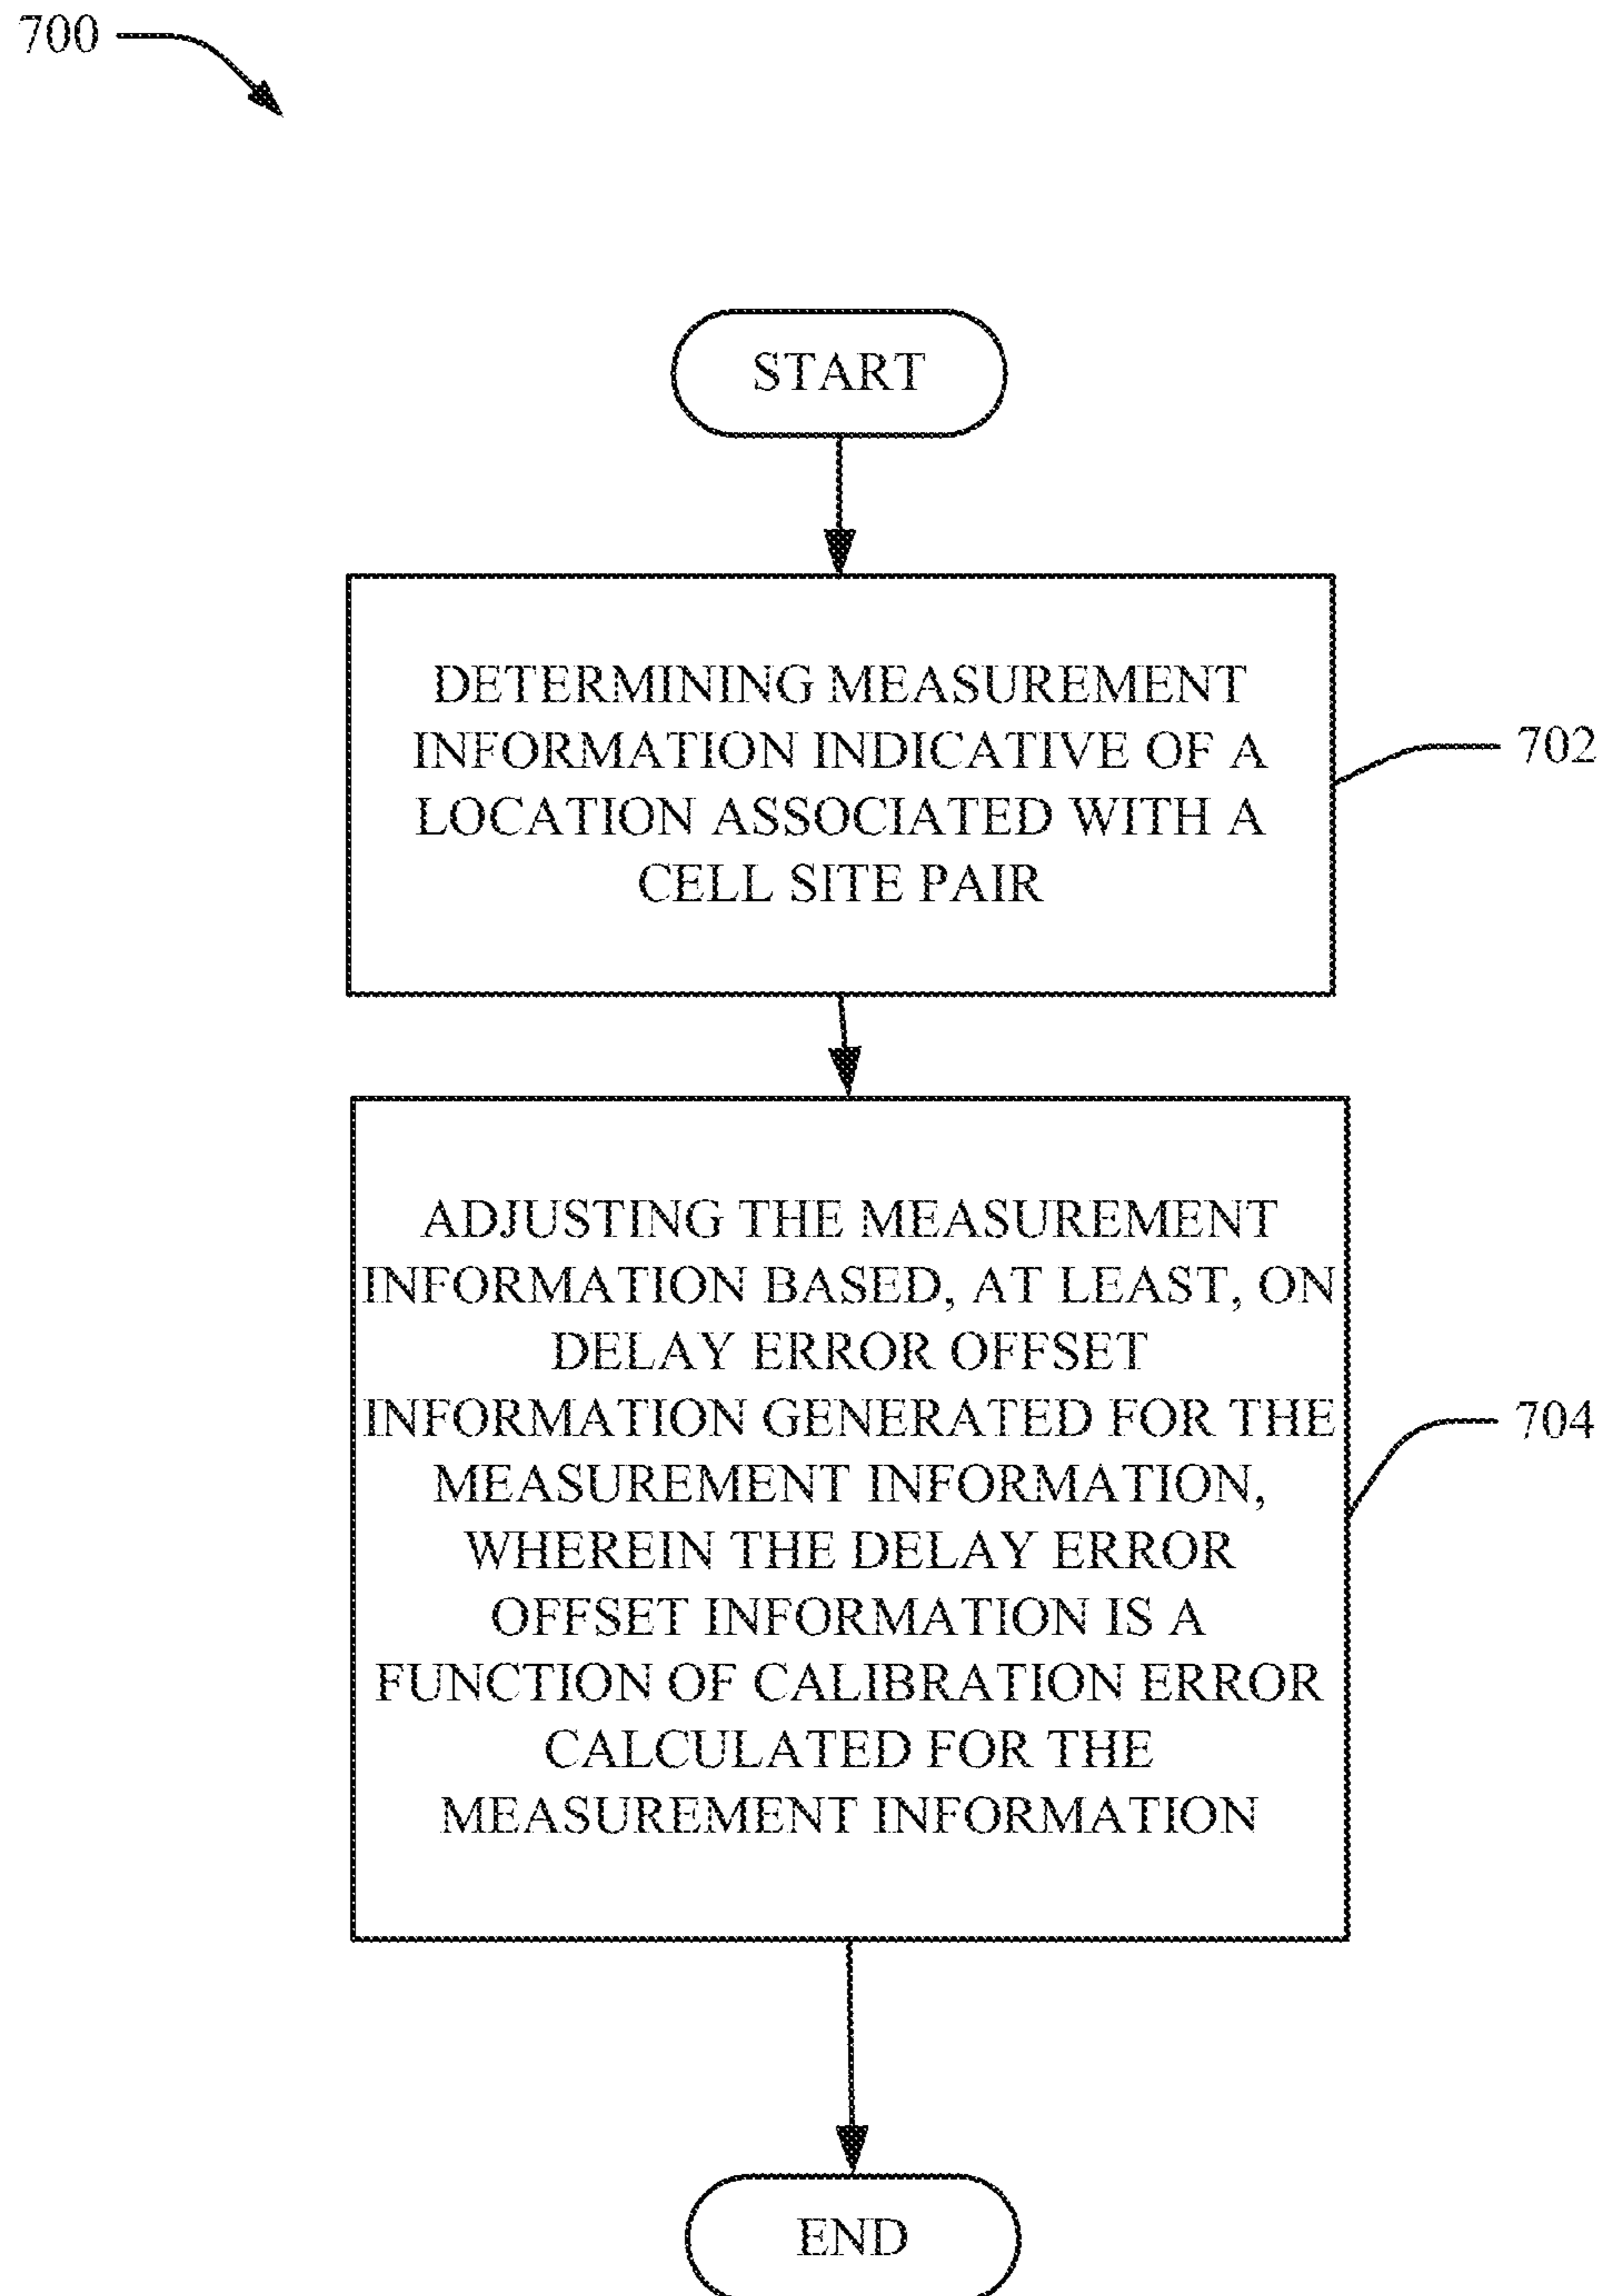 700
START
DETERMINING MEASUREMENT
INFORMATION INDICATIVE OF A
LOCATION ASSOCIATED WITH A
CELL SITE PAIR
702
ADJUSTING THE MEASUREMENT
INFORMATION BASED, AT LEAST, ON
DELAY ERROR OFFSET
INFORMATION GENERATED FOR THE
MEASUREMENT INFORMATION,
WHEREIN THE DELAY ERROR
OFFSET INFORMATION IS A
FUNCTION OF CALIBRATION ERROR
CALCULATED FOR THE
MEASUREMENT INFORMATION
704
END